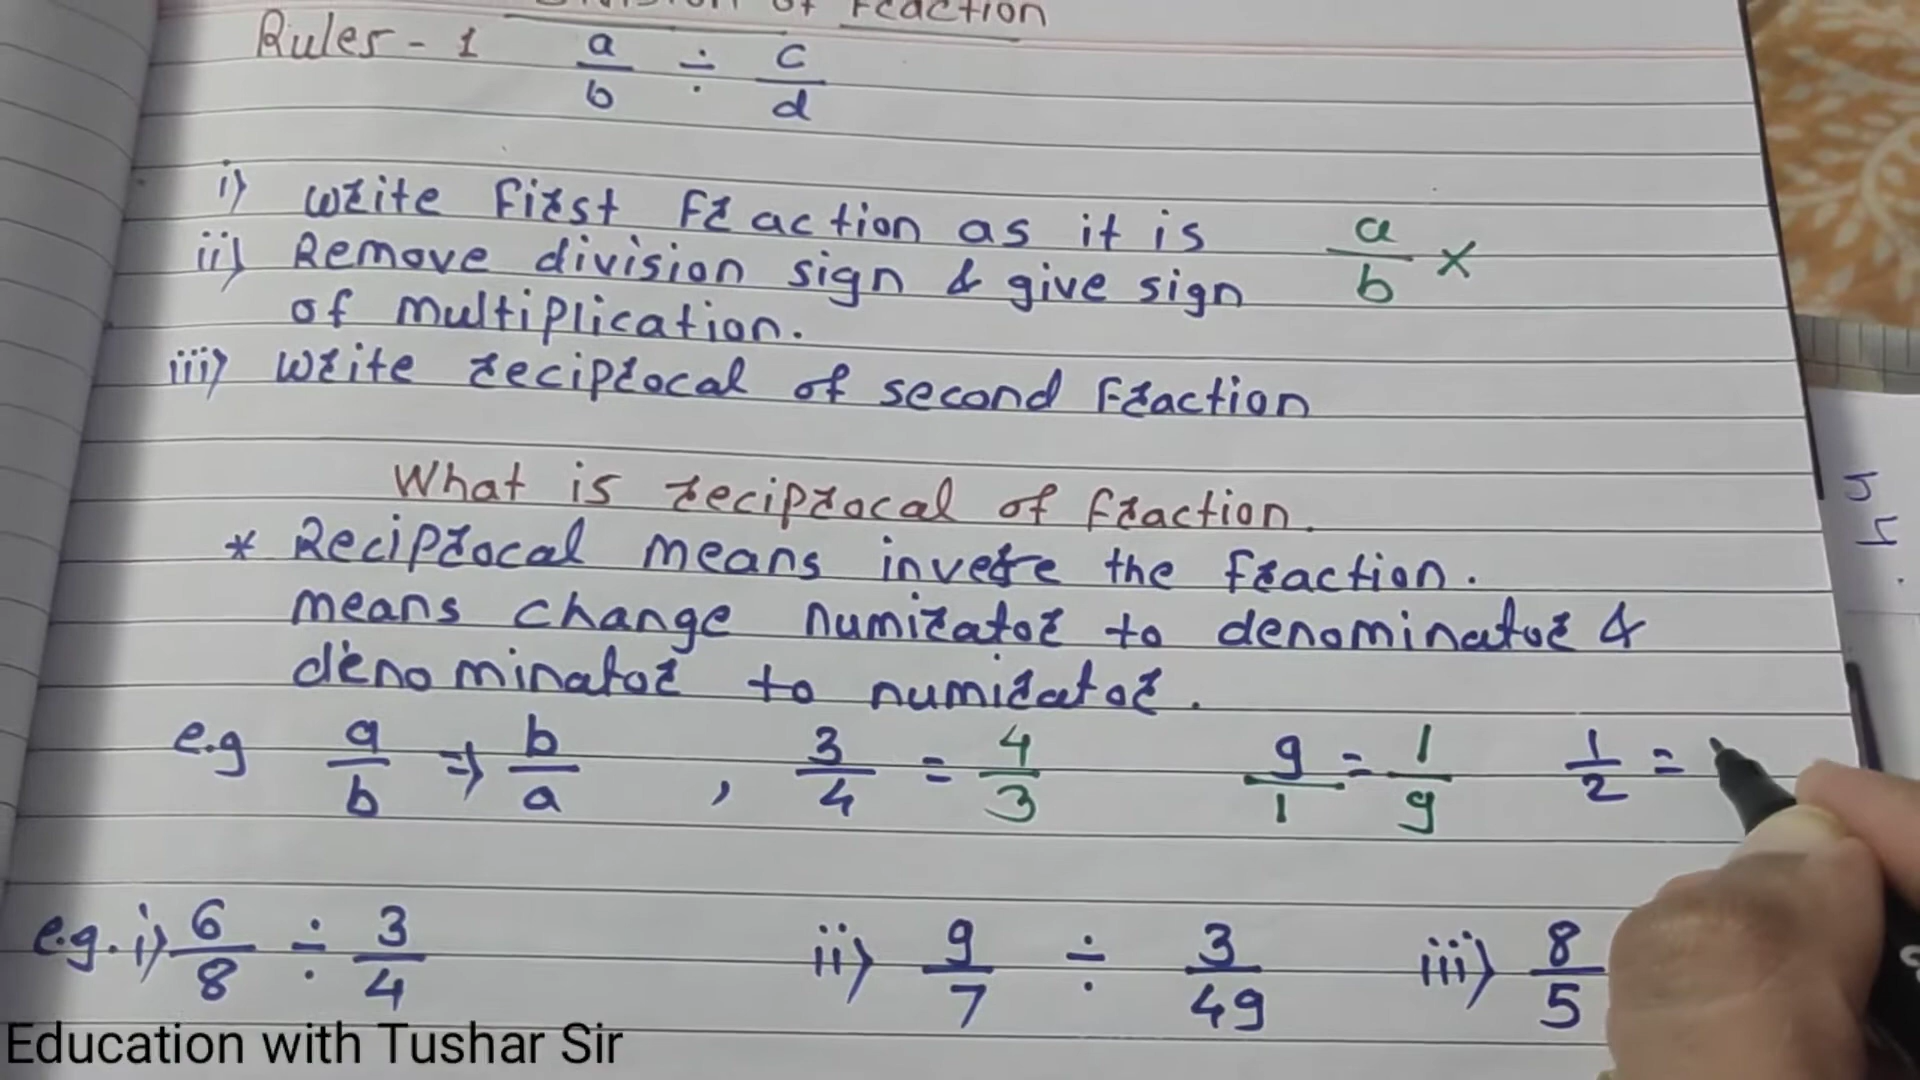 Division of Fraction
Rules - 1 a/b ÷ c/d
i) write first fraction as it is a/b ×
ii) Remove division sign & give sign
of multiplication.
iii) write reciprocal of second fraction
What is reciprocal of fraction.
* Reciprocal means inverse the fraction.
means change numirator to denominator &
denominator to numirator.
e.g a/b ⇒ b/a , 3/4 = 4/3 9/1 = 1/9 1/2 =
e.g. i) 6/8 ÷ 3/4 ii) 9/7 ÷ 3/49 iii) 8/5
Education with Tushar Sir